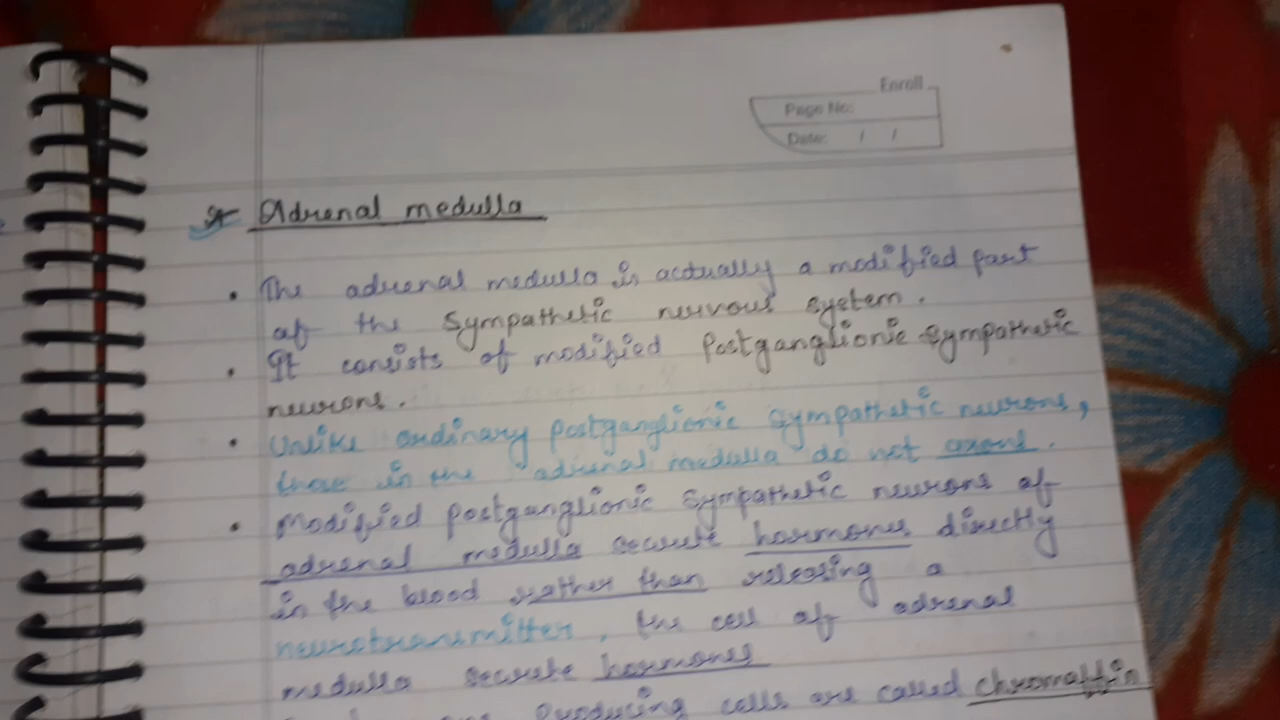 Enroll
Page No:
Date: / /
Adrenal medulla
• The adrenal medulla is actually a modified part
of the sympathetic nervous system.
• It consists of modified postganglionic sympathetic
neurons.
• Unlike ordinary postganglionic sympathetic neurons,
those in the adrenal medulla do not axons.
• Modified postganglionic sympathetic neurons of
adrenal medulla secrete hormones directly
in the blood rather than releasing a
neurotransmitter, the cell of adrenal
medulla secrete hormones
producing cells are called chromaffin